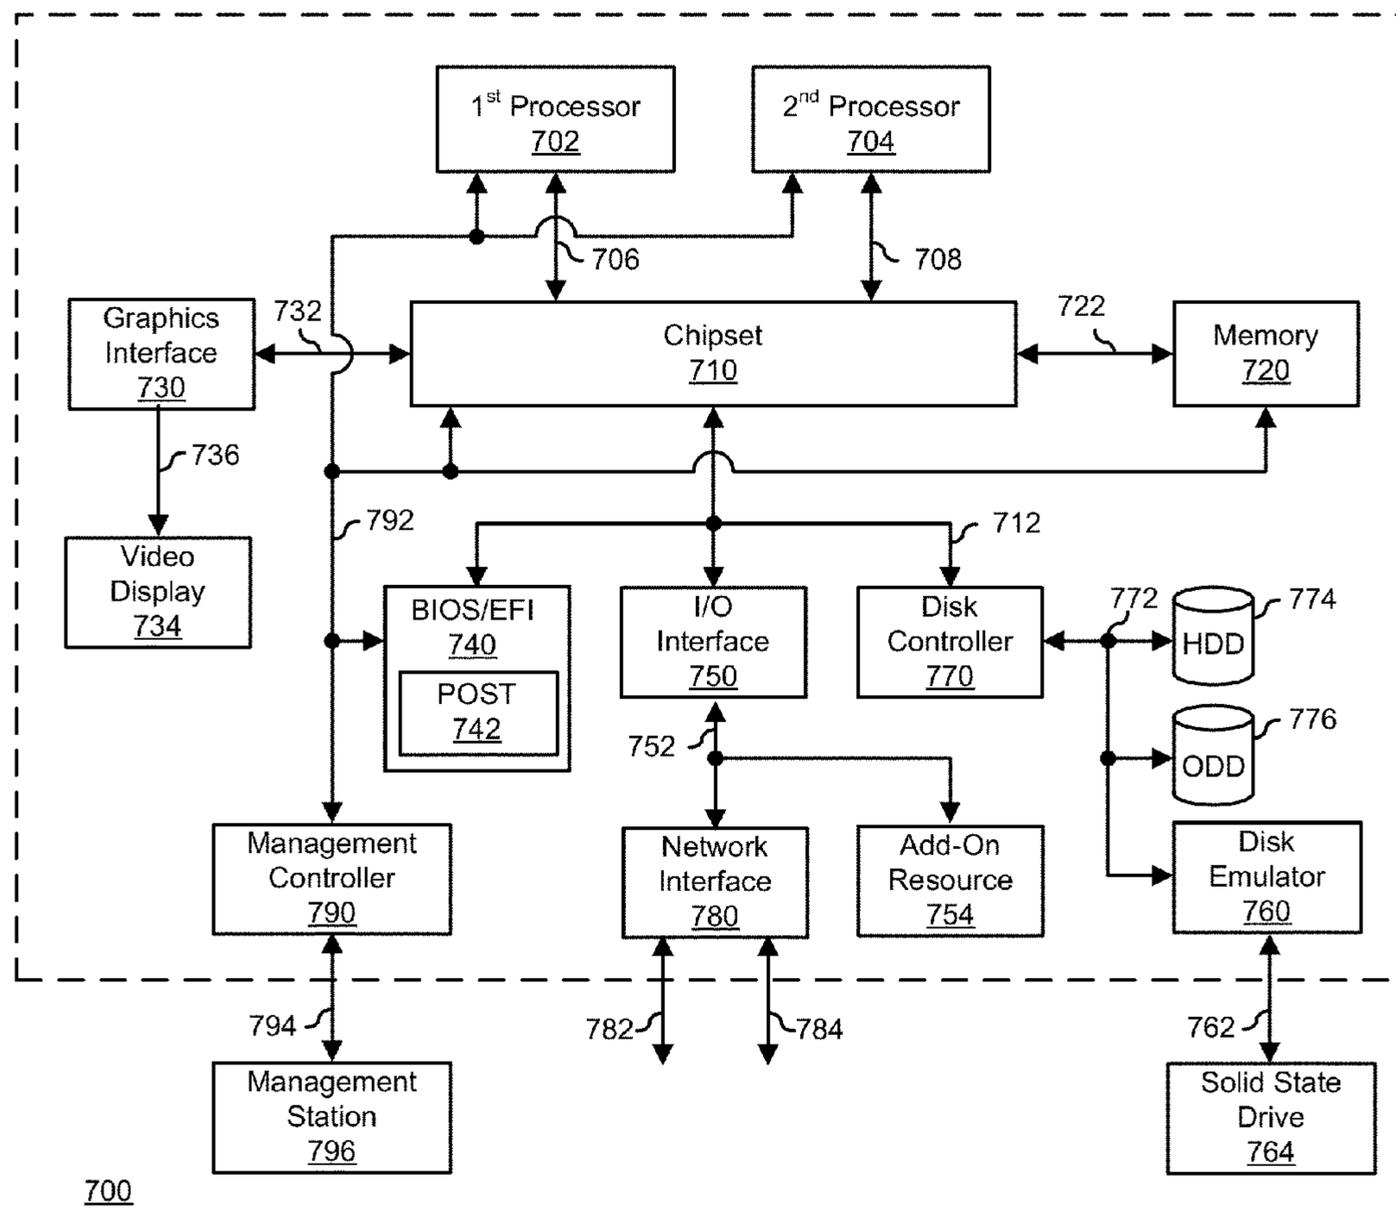 1st Processor
702
2nd Processor
704
706
708
Graphics
Interface
730
732
Chipset
710
722
Memory
720
736
792
712
Video
Display
734
BIOS/EFI
740
POST
742
I/O
Interface
750
Disk
Controller
770
772
HDD
774
752
ODD
776
Management
Controller
790
Network
Interface
780
Add-On
Resource
754
Disk
Emulator
760
794
782
784
762
Management
Station
796
Solid State
Drive
764
700